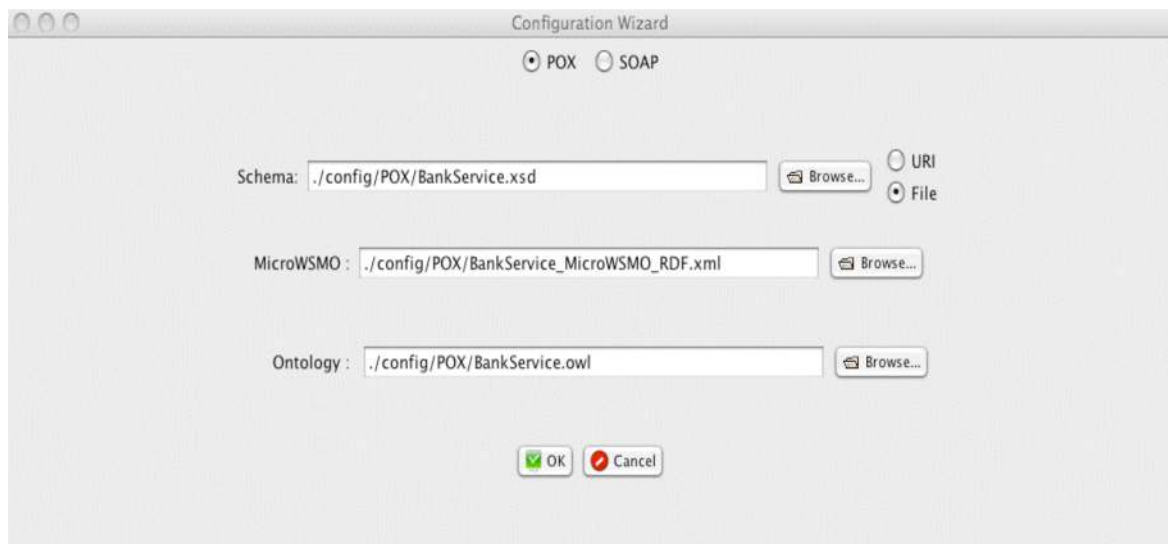 Configuration Wizard
POX SOAP
Schema: ./config/POX/BankService.xsd Browse... URI
File
MicroWSMO : ./config/POX/BankService_MicroWSMO_RDF.xml Browse...
Ontology : ./config/POX/BankService.owl Browse...
OK Cancel